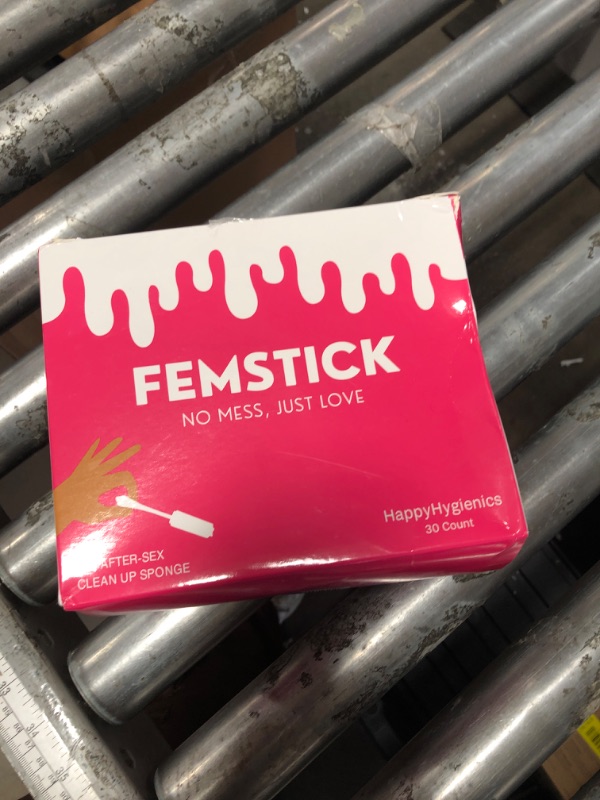 FEMSTICK
NO MESS, JUST LOVE
AFTER-SEX
CLEAN UP SPONGE
HappyHygienics
30 Count